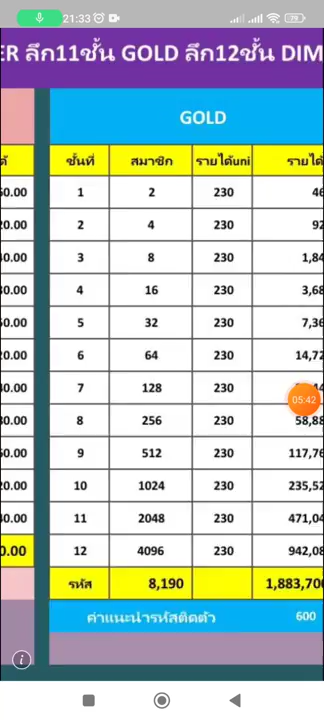 21:33
79
ER ลึก11ชั้น GOLD ลึก12ชั้น DIM
GOLD
ชั้นที่ สมาชิก รายได้uni รายได้
1 2 230 46
2 4 230 92
3 8 230 1,84
4 16 230 3,68
5 32 230 7,36
6 64 230 14,72
7 128 230
05:42
8 256 230 58,88
9 512 230 117,76
10 1024 230 235,52
11 2048 230 471,04
12 4096 230 942,08
รหัส 8,190 1,883,700
ค่าแนะนำรหัสติดตัว 600